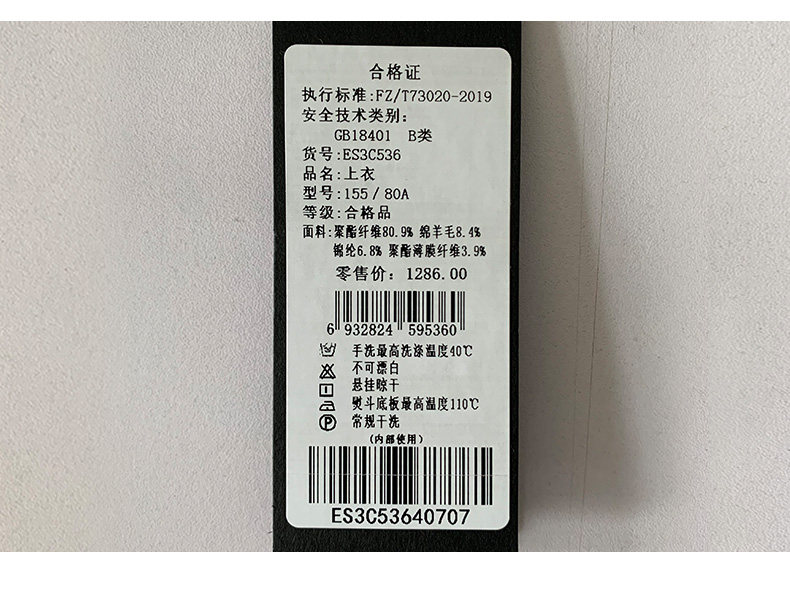 合格证
执行标准:FZ/T73020-2019
安全技术类别:
GB18401 B类
货号:ES3C536
品名:上衣
型号:155/80A
等级:合格品
面料:聚酯纤维80.9% 绵羊毛8.4%
锦纶6.8% 聚酯薄膜纤维3.9%
零售价: 1286.00
6 932824 595360
手洗最高洗涤温度40℃
不可漂白
悬挂晾干
熨斗底板最高温度110℃
P 常规干洗
(内部使用)
ES3C53640707